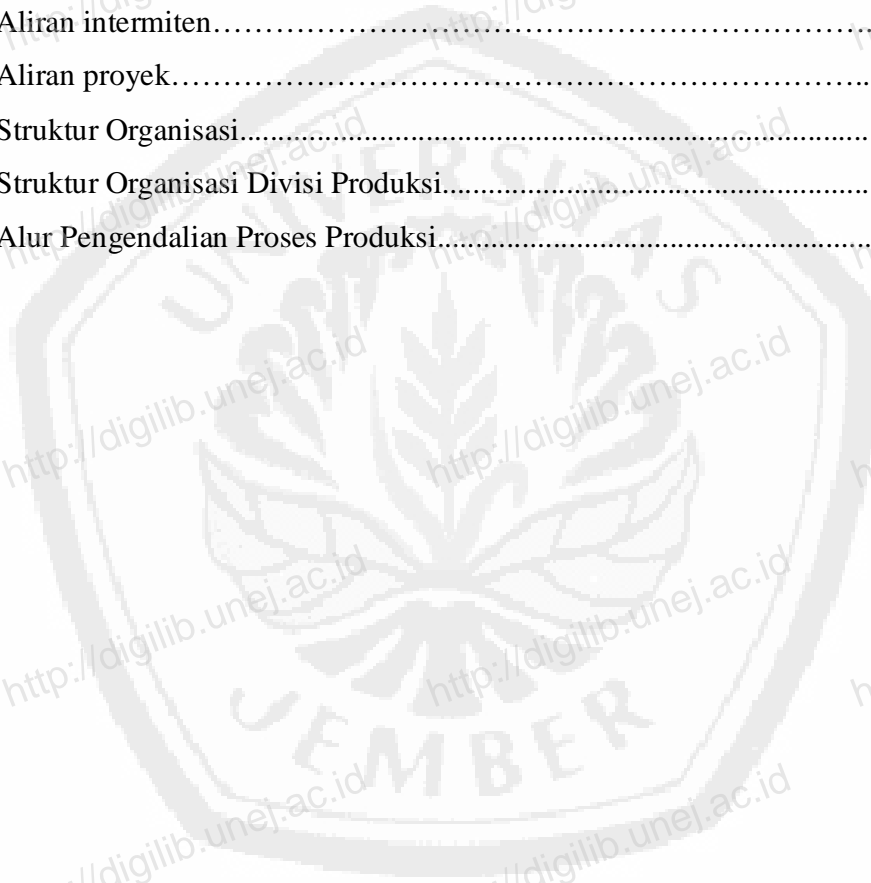 Aliran intermiten………………………………………………………………….
Aliran proyek……………………………………………………………………..
Struktur Organisasi..................................................................................
Struktur Organisasi Divisi Produksi........................................................
Alur Pengendalian Proses Produksi.........................................................
UNIVERSITAS
JEMBER
http://digilib.unej.ac.id
http://digilib.unej.ac.id
http://digilib.unej.ac.id
http://digilib.unej.ac.id
http://digilib.unej.ac.id
http://digilib.unej.ac.id
http://digilib.unej.ac.id
http://digilib.unej.ac.id